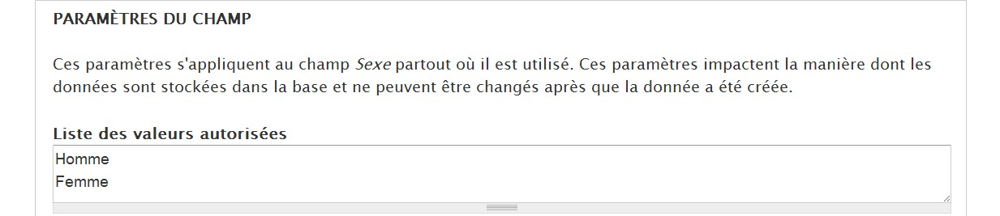 PARAMÈTRES DU CHAMP
Ces paramètres s'appliquent au champ Sexe partout où il est utilisé. Ces paramètres impactent la manière dont les
données sont stockées dans la base et ne peuvent être changés après que la donnée a été créée.
Liste des valeurs autorisées
Homme
Femme